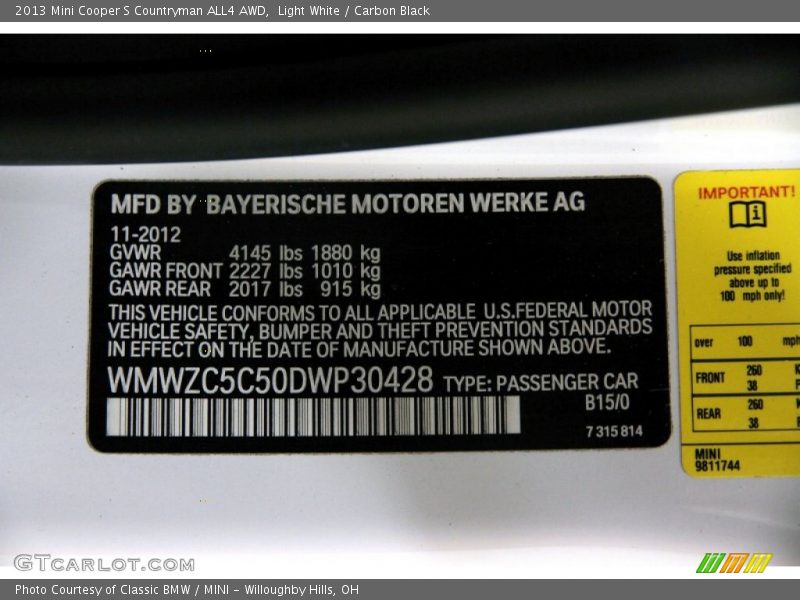 2013 Mini Cooper S Countryman ALL4 AWD,  Light White / Carbon Black
MFD BY BAYERISCHE MOTOREN WERKE AG
11-2012
GVWR 4145 lbs 1880 kg
GAWR FRONT 2227 lbs 1010 kg
GAWR REAR 2017 lbs 915 kg
THIS VEHICLE CONFORMS TO ALL APPLICABLE U.S.FEDERAL MOTOR
VEHICLE SAFETY, BUMPER AND THEFT PREVENTION STANDARDS
IN EFFECT ON THE DATE OF MANUFACTURE SHOWN ABOVE.
WMWZC5C50DWP30428 TYPE: PASSENGER CAR
B15/0
7 315 814
IMPORTANT!
Use inflation
pressure specified
above up to
100 mph only!
over 100 mph
FRONT 260
38
REAR 260
38
MINI
9811744
GTCARLOT.COM
Photo Courtesy of Classic BMW / MINI - Willoughby Hills, OH